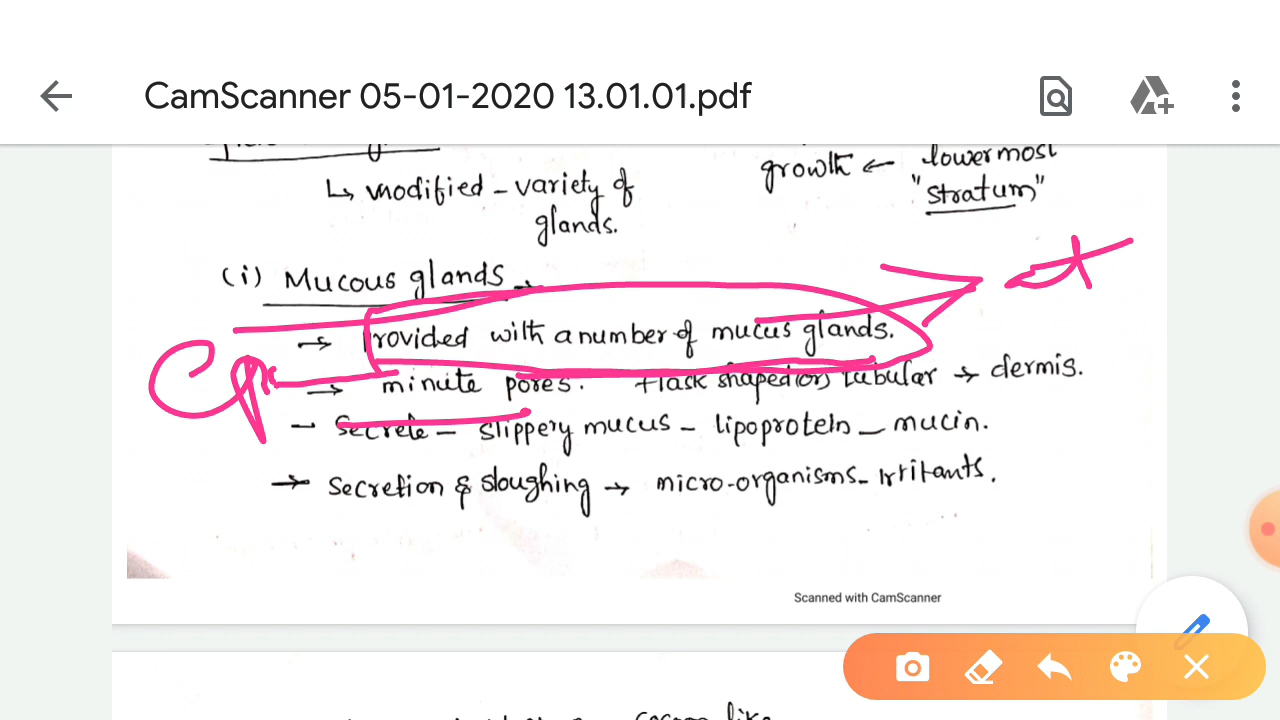 CamScanner 05-01-2020 13.01.01.pdf
growth ← lowermost
"stratum"
↳ modified - variety of
glands.
(i) Mucous glands -
→ Provided with a number of mucus glands.
→ minute pores. Flask shaped or tubular → dermis.
- Secrete - slippery mucus - lipoprotein - mucin.
→ Secretion & sloughing → micro-organisms - irritants.
Scanned with CamScanner
cocoon like